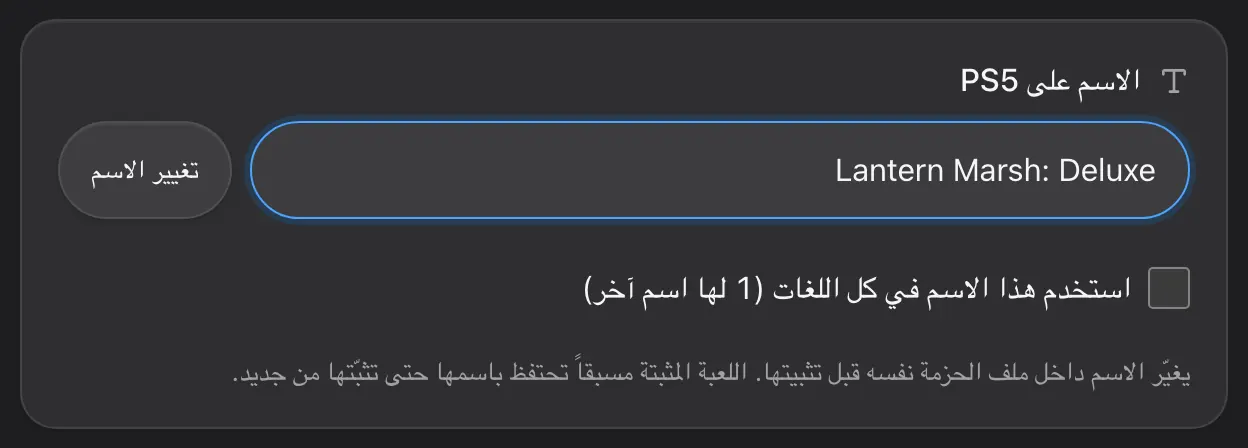 الاسم على PS5
Lantern Marsh: Deluxe
تغيير الاسم
استخدم هذا الاسم في كل اللغات (1 لها اسم آخر)
يغيّر الاسم داخل ملف الحزمة نفسه قبل تثبيتها. اللعبة المثبتة مسبقاً تحتفظ باسمها حتى تثبّتها من جديد.